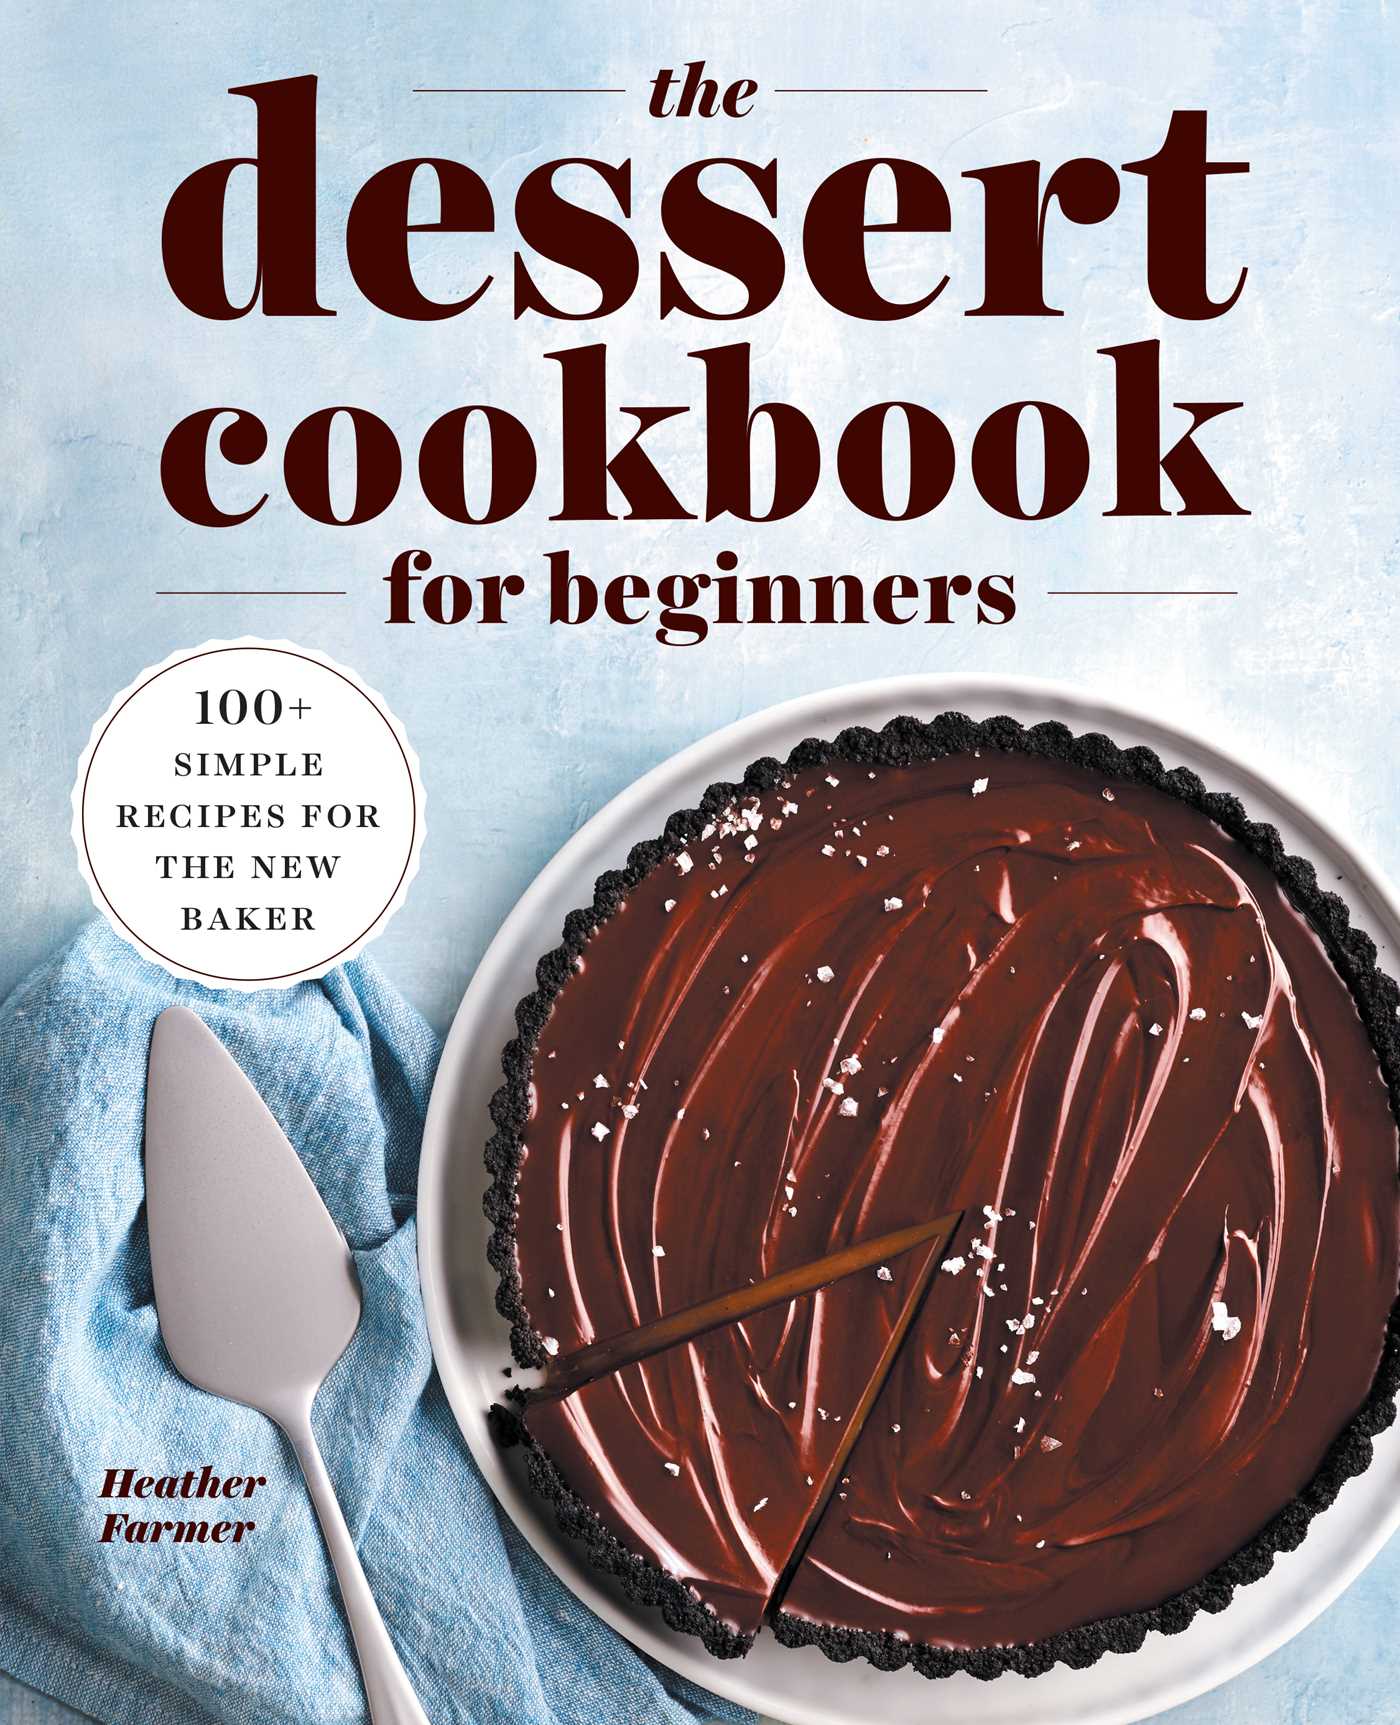 the
dessert
cookbook
for beginners
100+
SIMPLE
RECIPES FOR
THE NEW
BAKER
Heather
Farmer